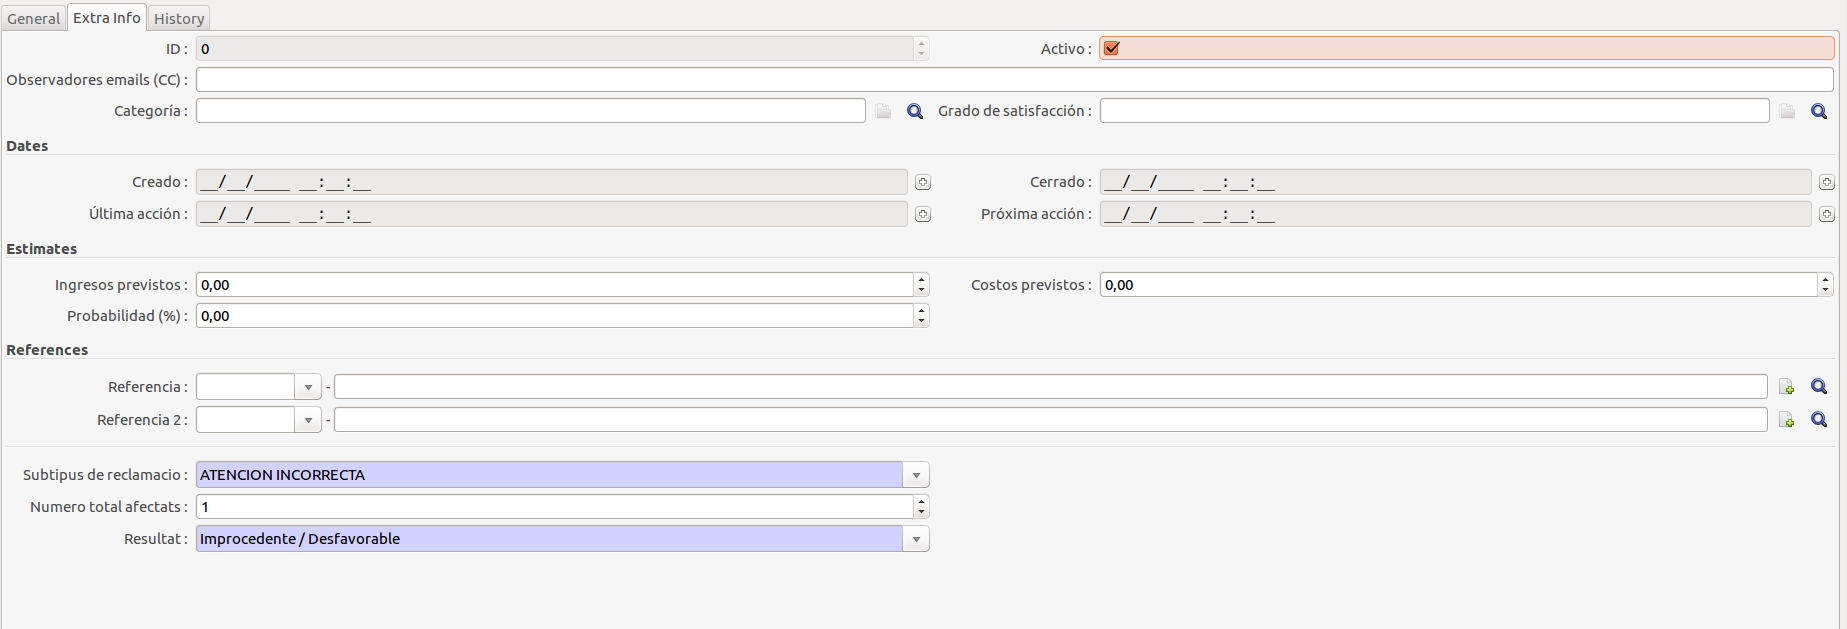 General Extra Info History
ID : 0 Activo :
Observadores emails (CC) :
Categoría : Grado de satisfacción :
Dates
Creado : __/__/____ __:__:__ Cerrado : __/__/____ __:__:__
Última acción : __/__/____ __:__:__ Próxima acción : __/__/____ __:__:__
Estimates
Ingresos previstos : 0,00 Costos previstos : 0,00
Probabilidad (%) : 0,00
References
Referencia : -
Referencia 2 : -
Subtipus de reclamacio : ATENCION INCORRECTA
Numero total afectats : 1
Resultat : Improcedente / Desfavorable